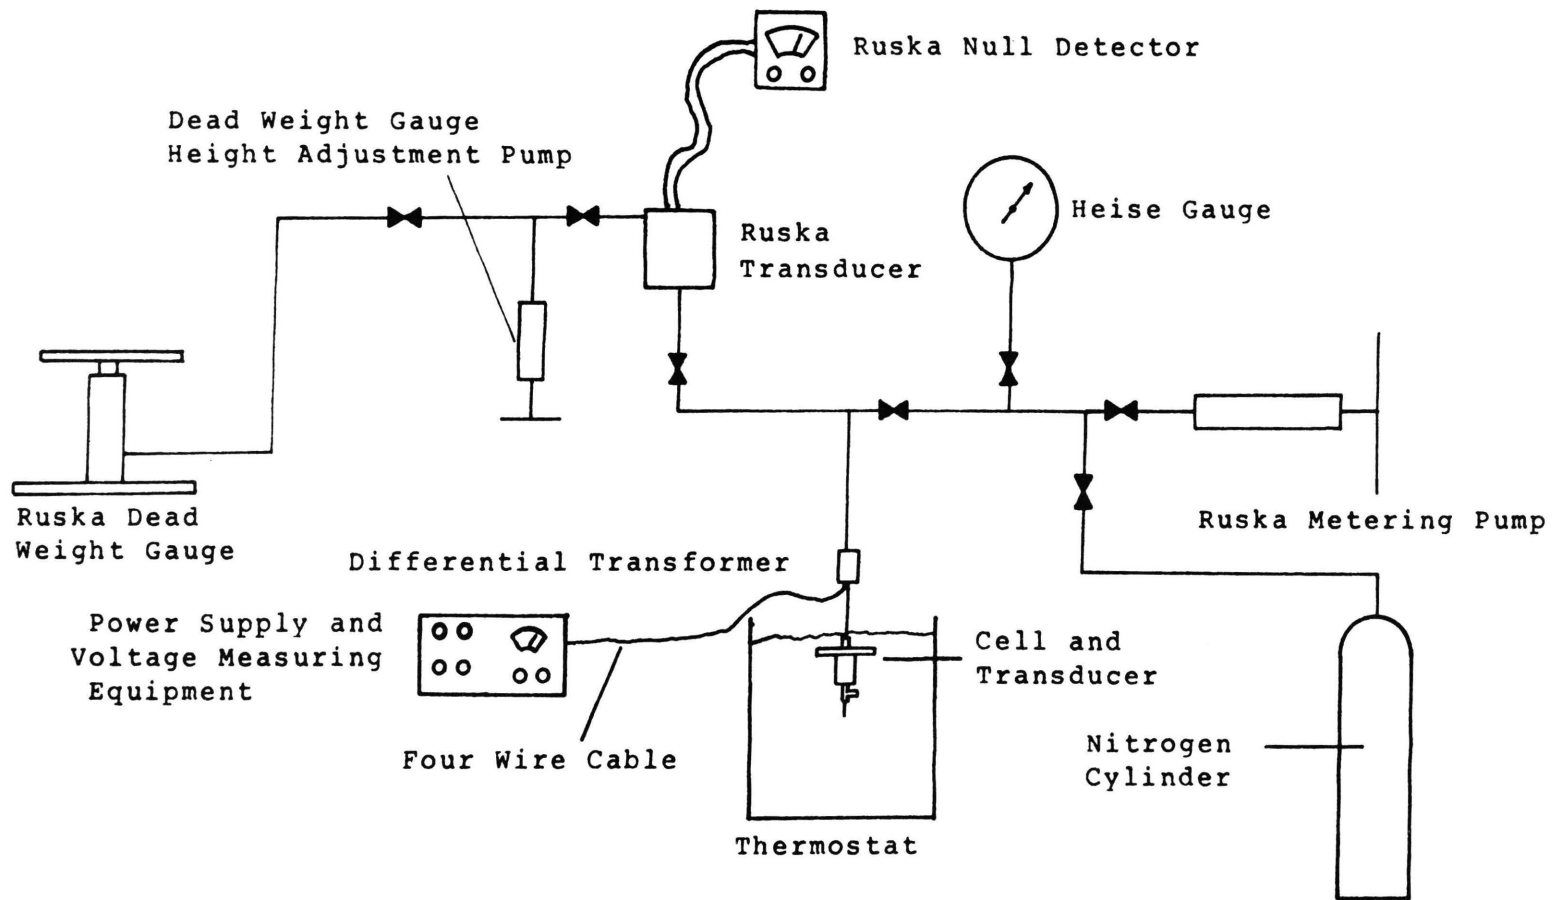 Ruska Null Detector
Dead Weight Gauge
Height Adjustment Pump
Heise Gauge
Ruska
Transducer
Ruska Dead
Weight Gauge
Ruska Metering Pump
Differential Transformer
Power Supply and
Voltage Measuring
Equipment
Cell and
Transducer
Four Wire Cable
Nitrogen
Cylinder
Thermostat